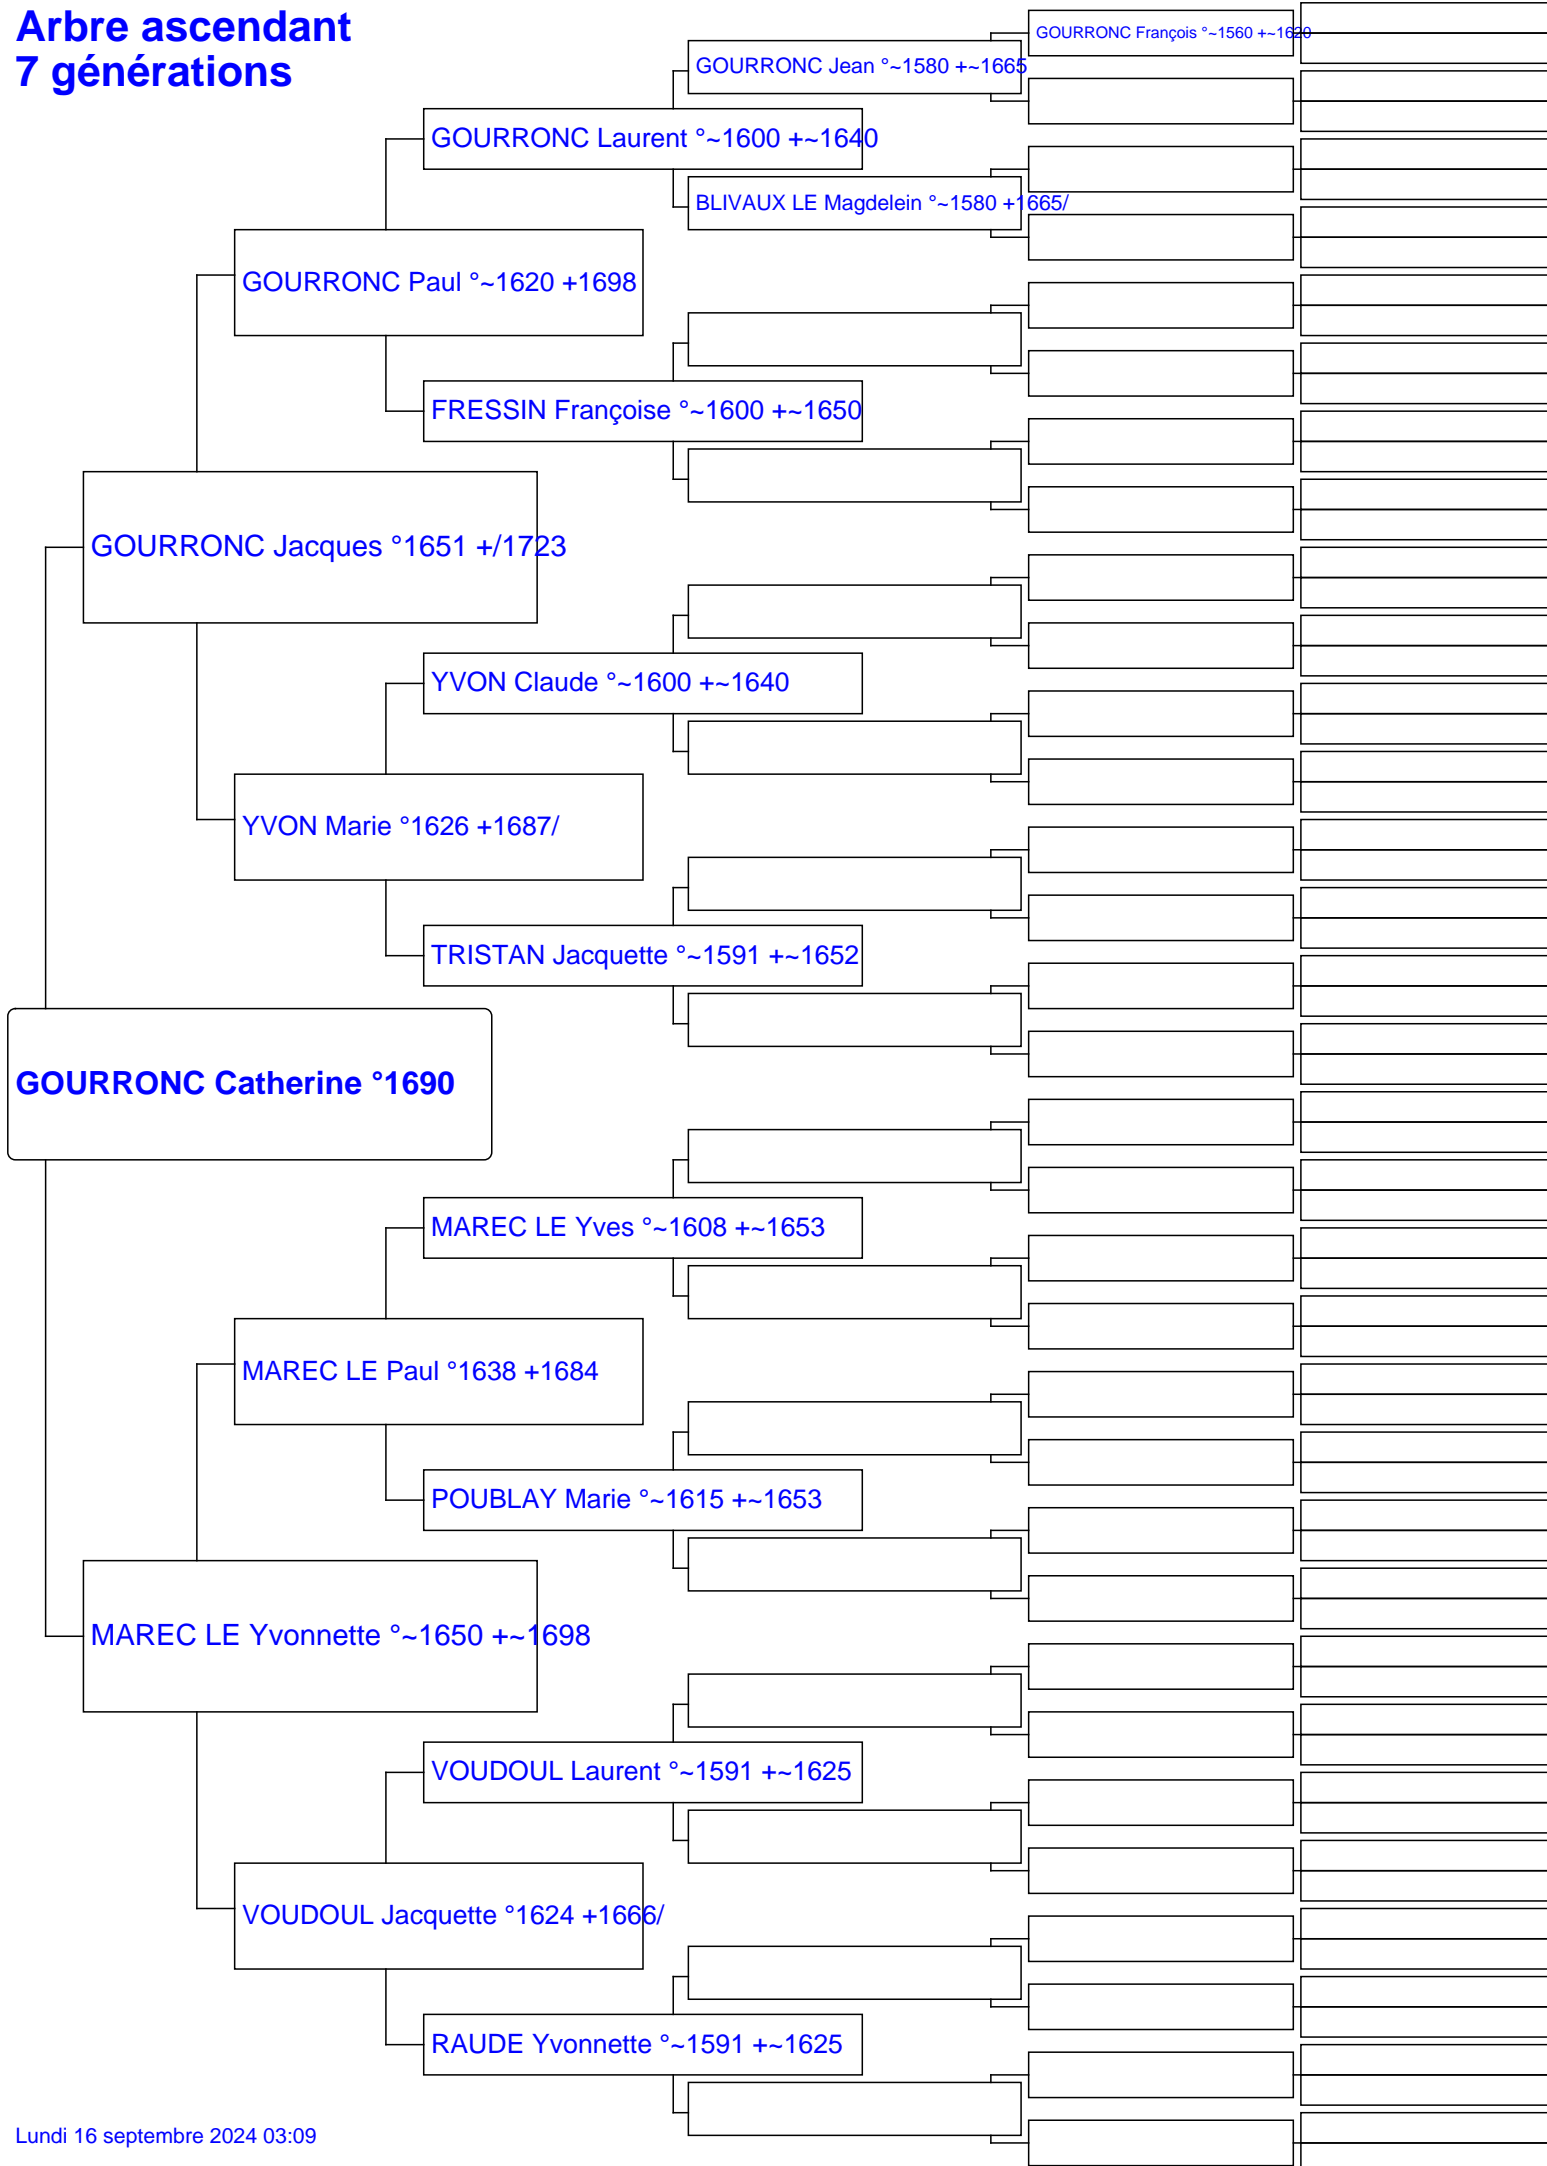 Arbre ascendant
7 générations
GOURRONC François °~1560 +~1620
GOURRONC Jean °~1580 +~1665
GOURRONC Laurent °~1600 +~1640
BLIVAUX LE Magdelein °~1580 +1665/
GOURRONC Paul °~1620 +1698
FRESSIN Françoise °~1600 +~1650
GOURRONC Jacques °1651 +/1723
YVON Claude °~1600 +~1640
YVON Marie °1626 +1687/
TRISTAN Jacquette °~1591 +~1652
GOURRONC Catherine °1690
MAREC LE Yves °~1608 +~1653
MAREC LE Paul °1638 +1684
POUBLAY Marie °~1615 +~1653
MAREC LE Yvonnette °~1650 +~1698
VOUDOUL Laurent °~1591 +~1625
VOUDOUL Jacquette °1624 +1666/
RAUDE Yvonnette °~1591 +~1625
Lundi 16 septembre 2024 03:09